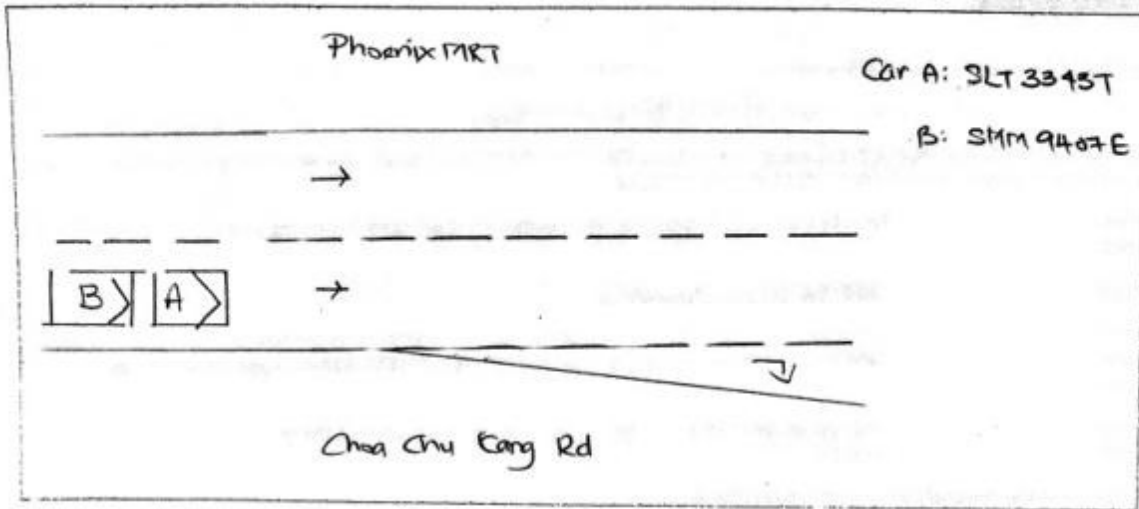 Phoenix MRT
Car A: SLT 3343T
B: SMM 9407E
B A
Choa Chu Kang Rd